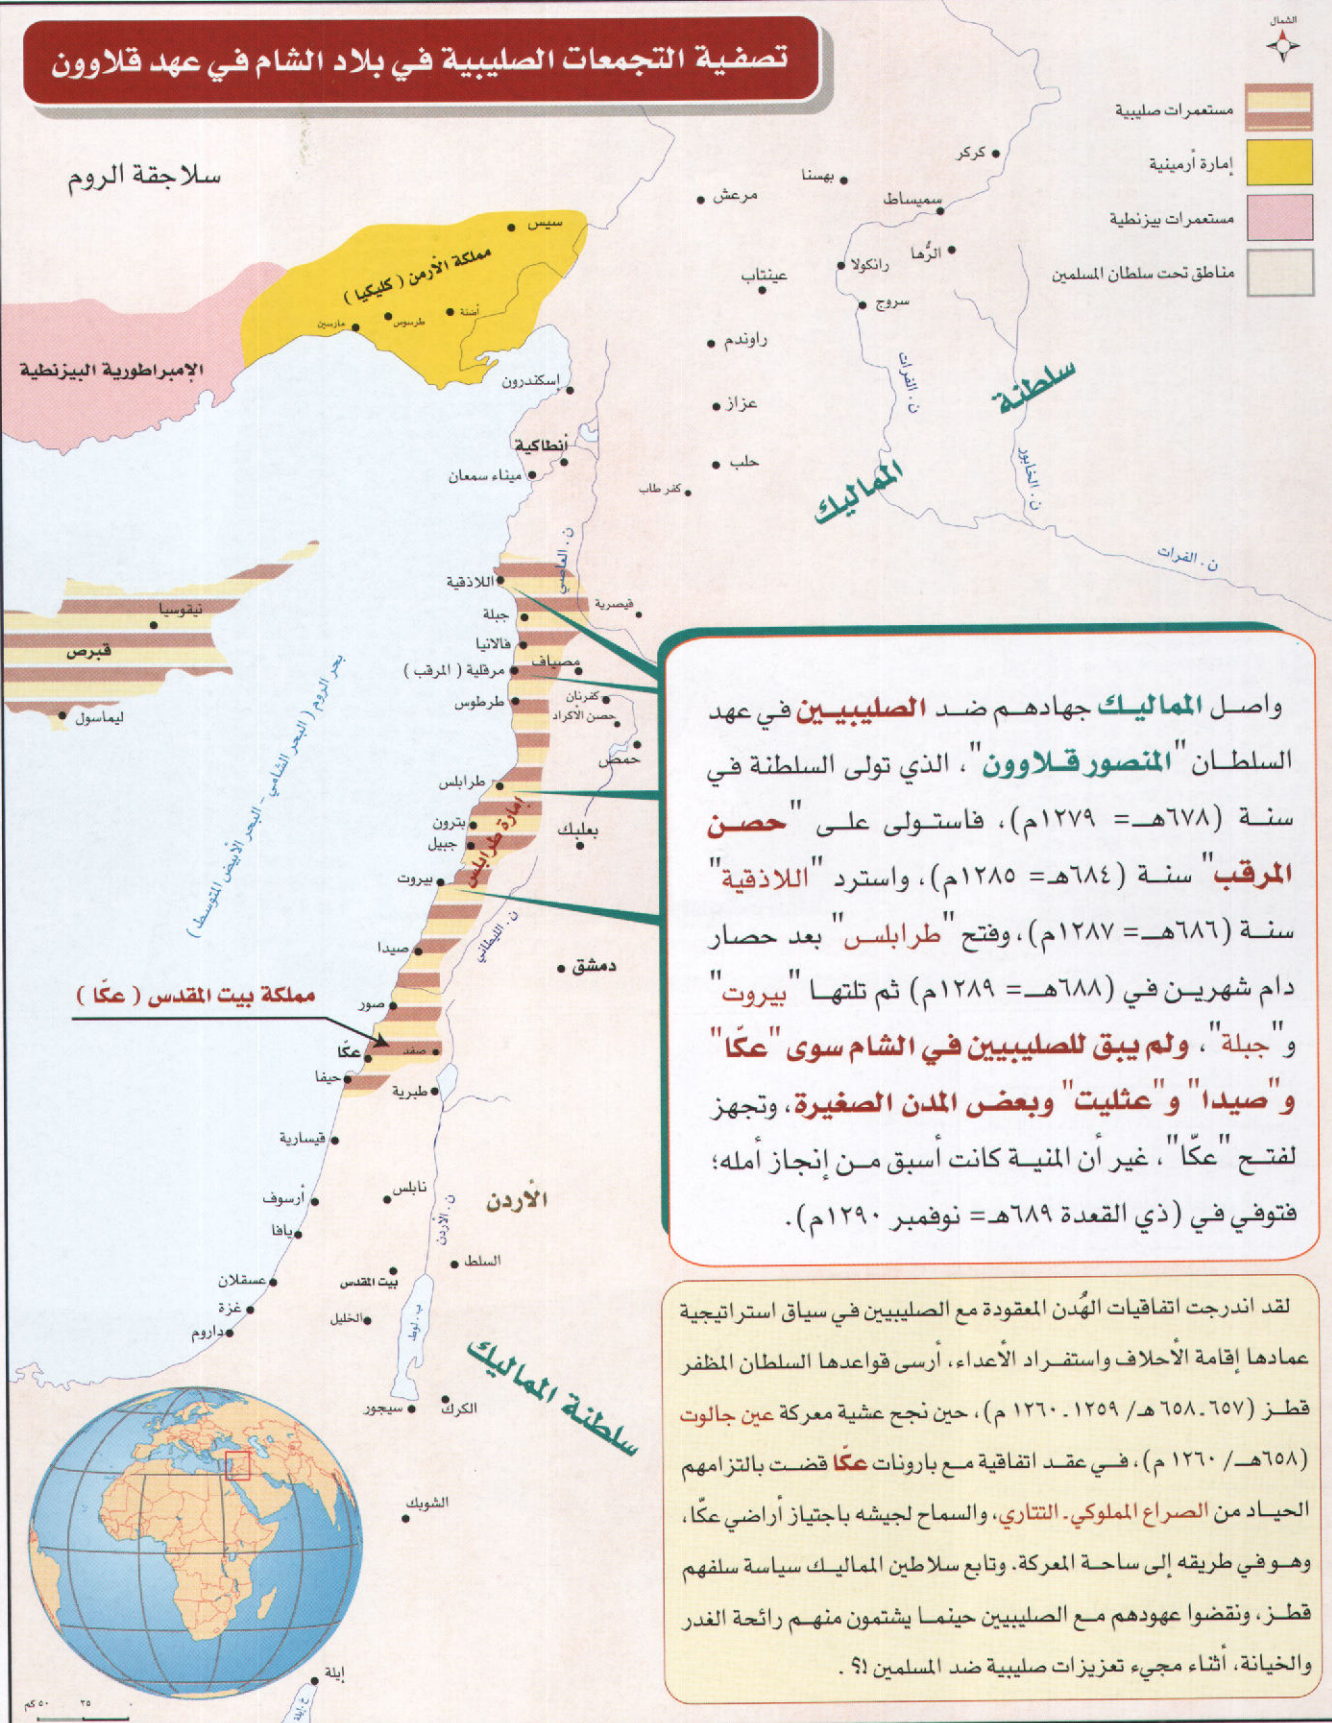 تصفية التجمعات الصليبية في بلاد الشام في عهد قلاوون
الشمال
مستعمرات صليبية
إمارة أرمينية
مستعمرات بيزنطية
مناطق تحت سلطان المسلمين
سلاجقة الروم
كركر
بهسنا
مرعش
سميساط
الرُّها
رانكولا
سروج
عينتاب
راوندم
عزاز
حلب
كفر طاب
سيس
مملكة الأرمن ( كليكيا )
أضنة
طرسوس
مارسين
الإمبراطورية البيزنطية
إسكندرون
أنطاكية
ميناء سمعان
ن . الفرات
سلطنة
المماليك
ن . الخابور
ن . الفرات
ن . العاصي
اللاذقية
قيصرية
جبلة
فالانيا
مصياف
مرقلية ( المرقب )
كفرنان
طرطوس
حصن الأكراد
حمص
نيقوسيا
قبرص
ليماسول
بحر الروم ( البحر الشامي - البحر الأبيض المتوسط )
طرابلس
إمارة طرابلس
بترون
جبيل
بعلبك
بيروت
ن . الليطاني
صيدا
دمشق
مملكة بيت المقدس ( عكّا )
صور
صفد
عكّا
حيفا
طبرية
قيسارية
نابلس
الأردن
أرسوف
ن . الأردن
يافا
السلط
عسقلان
بيت المقدس
غزة
الخليل
داروم
ب . لوط
سلطنة المماليك
سيجور
الكرك
الشوبك
إيلة
خ . إيلة
٢٥
٥٠ كم
واصل المماليك جهادهم ضد الصليبيين في عهد
السلطان "المنصور قلاوون"، الذي تولى السلطنة في
سنة (٦٧٨هـ = ١٢٧٩م)، فاستولى على "حصن
المرقب" سنة (٦٨٤هـ = ١٢٨٥م)، واسترد "اللاذقية"
سنة (٦٨٦هـ = ١٢٨٧م)، وفتح "طرابلس" بعد حصار
دام شهرين في (٦٨٨هـ = ١٢٨٩م) ثم تلتها "بيروت"
و"جبلة"، ولم يبق للصليبيين في الشام سوى "عكّا"
و"صيدا" و"عثليت" وبعض المدن الصغيرة، وتجهز
لفتح "عكّا"، غير أن المنية كانت أسبق من إنجاز أمله؛
فتوفي في (ذي القعدة ٦٨٩هـ = نوفمبر ١٢٩٠م).
لقد اندرجت اتفاقيات الهُدن المعقودة مع الصليبيين في سياق استراتيجية
عمادها إقامة الأحلاف واستفراد الأعداء، أرسى قواعدها السلطان المظفر
قطز (٦٥٧ - ٦٥٨ هـ/ ١٢٥٩ - ١٢٦٠ م)، حين نجح عشية معركة عين جالوت
(٦٥٨هـ/ ١٢٦٠ م)، في عقد اتفاقية مع بارونات عكّا قضت بالتزامهم
الحياد من الصراع المملوكي - التتاري، والسماح لجيشه باجتياز أراضي عكّا،
وهو في طريقه إلى ساحة المعركة. وتابع سلاطين المماليك سياسة سلفهم
قطز، ونقضوا عهودهم مع الصليبيين حينما يشتمون منهم رائحة الغدر
والخيانة، أثناء مجيء تعزيزات صليبية ضد المسلمين !؟ .